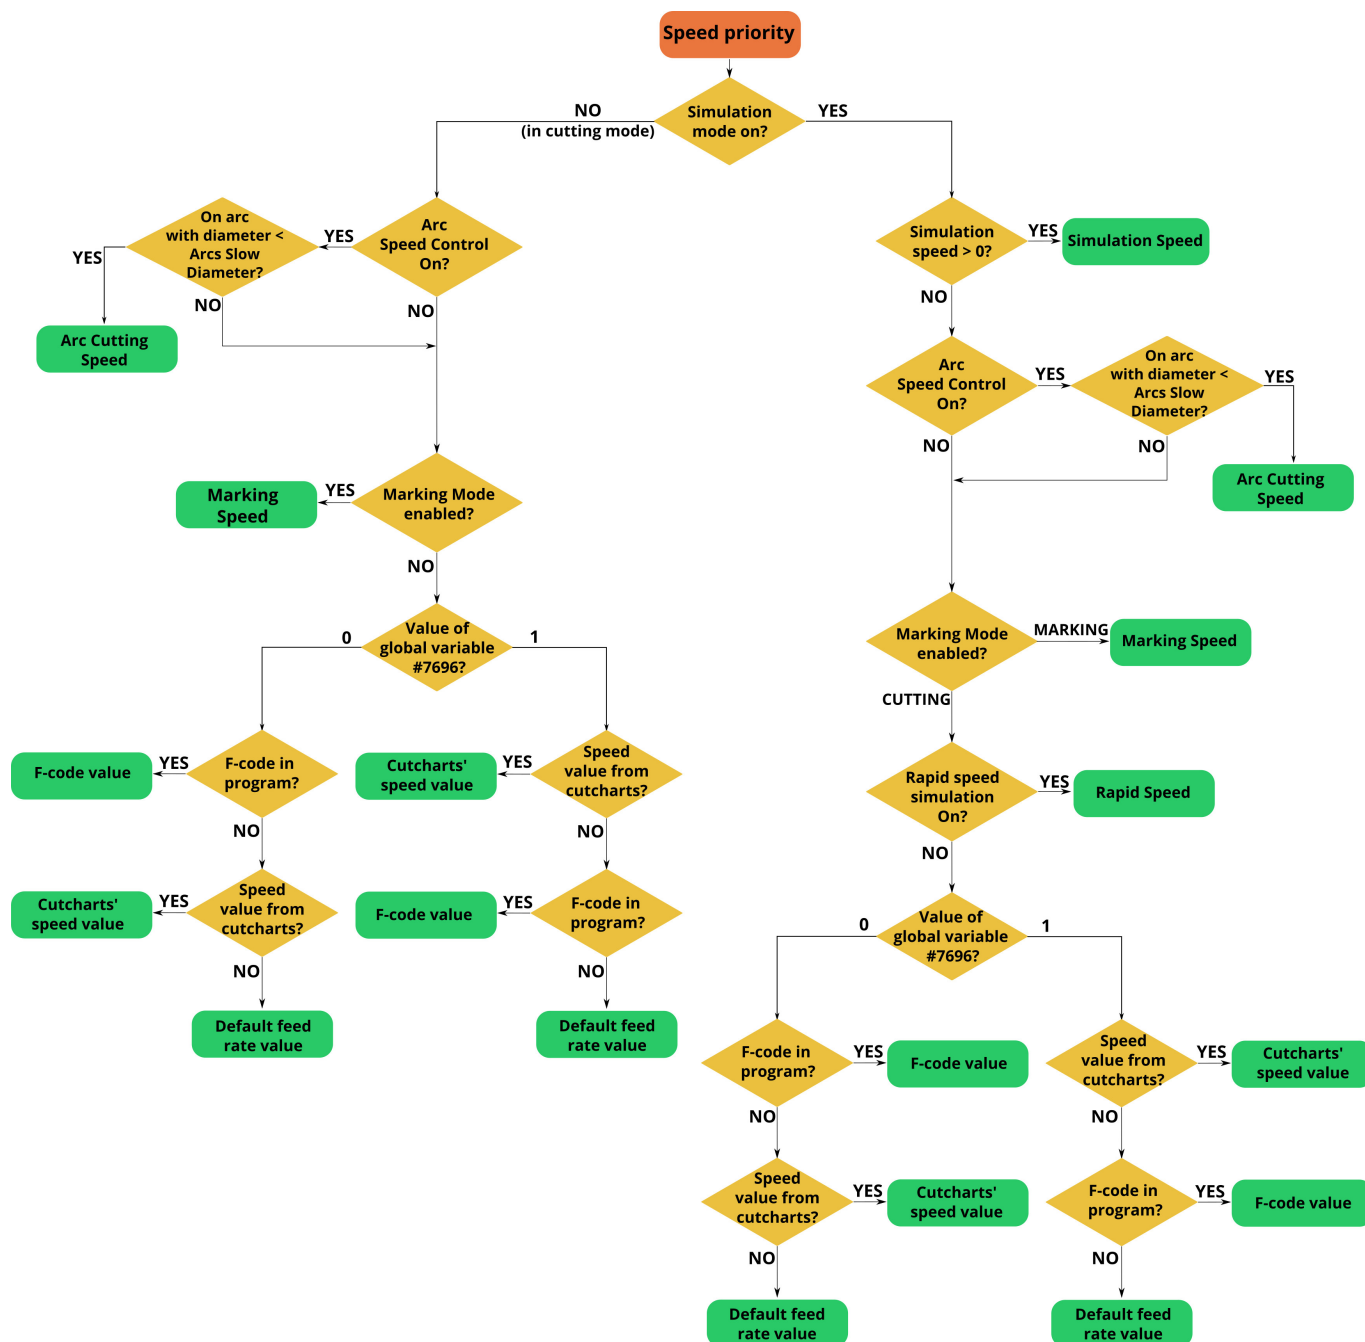 Speed priority
Simulation
mode on?
NO
(in cutting mode)
YES
On arc
with diameter <
Arcs Slow
Diameter?
YES
NO
YES
Arc
Speed Control
On?
NO
Arc Cutting
Speed
Simulation
speed > 0?
YES
Simulation Speed
NO
Arc
Speed Control
On?
YES
On arc
with diameter <
Arcs Slow
Diameter?
YES
NO
NO
Arc Cutting
Speed
Marking
Speed
YES
Marking Mode
enabled?
NO
Value of
global variable
#7696?
0
1
Marking Mode
enabled?
MARKING
Marking Speed
CUTTING
F-code value
YES
F-code in
program?
NO
Cutcharts'
speed value
YES
Speed
value from
cutcharts?
NO
Rapid speed
simulation
On?
YES
Rapid Speed
NO
Cutcharts'
speed value
YES
Speed
value from
cutcharts?
NO
Default feed
rate value
F-code value
YES
F-code in
program?
NO
Default feed
rate value
Value of
global variable
#7696?
0
1
F-code in
program?
YES
F-code value
NO
Speed
value from
cutcharts?
YES
Cutcharts'
speed value
NO
Speed
value from
cutcharts?
YES
Cutcharts'
speed value
NO
Default feed
rate value
F-code in
program?
YES
F-code value
NO
Default feed
rate value